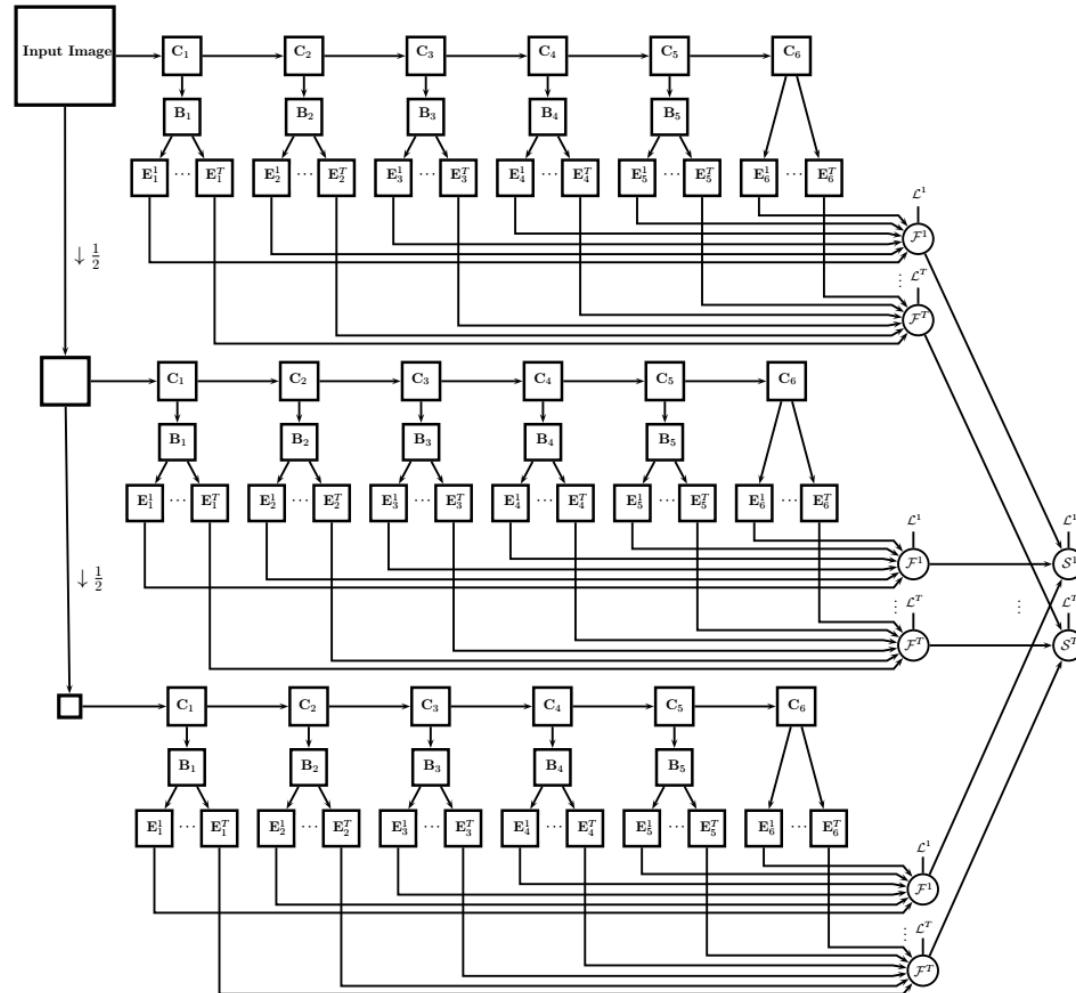 Input Image C₁ C₂ C₃ C₄ C₅ C₆
B₁ B₂ B₃ B₄ B₅
E₁¹ ⋯ E₁ᵀ E₂¹ ⋯ E₂ᵀ E₃¹ ⋯ E₃ᵀ E₄¹ ⋯ E₄ᵀ E₅¹ ⋯ E₅ᵀ E₆¹ ⋯ E₆ᵀ
ℒ¹
ℱ¹
↓ 1/2
⋮ ℒᵀ
ℱᵀ
C₁ C₂ C₃ C₄ C₅ C₆
B₁ B₂ B₃ B₄ B₅
E₁¹ ⋯ E₁ᵀ E₂¹ ⋯ E₂ᵀ E₃¹ ⋯ E₃ᵀ E₄¹ ⋯ E₄ᵀ E₅¹ ⋯ E₅ᵀ E₆¹ ⋯ E₆ᵀ
ℒ¹ ℒ¹
ℱ¹ 𝒮¹
↓ 1/2
⋮ ℒᵀ ⋮ ℒᵀ
ℱᵀ 𝒮ᵀ
C₁ C₂ C₃ C₄ C₅ C₆
B₁ B₂ B₃ B₄ B₅
E₁¹ ⋯ E₁ᵀ E₂¹ ⋯ E₂ᵀ E₃¹ ⋯ E₃ᵀ E₄¹ ⋯ E₄ᵀ E₅¹ ⋯ E₅ᵀ E₆¹ ⋯ E₆ᵀ
ℒ¹
ℱ¹
⋮ ℒᵀ
ℱᵀ